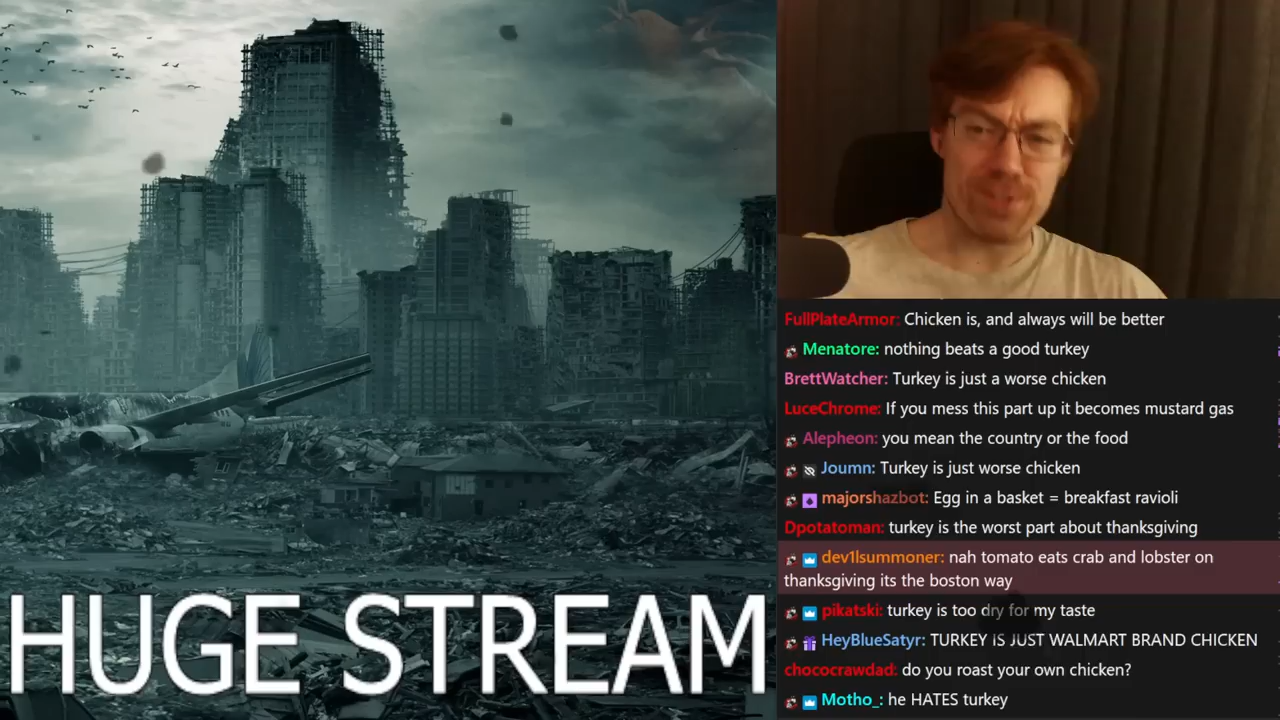 HUGE STREAM
FullPlateArmor: Chicken is, and always will be better
Menatore: nothing beats a good turkey
BrettWatcher: Turkey is just a worse chicken
LuceChrome: If you mess this part up it becomes mustard gas
Alepheon: you mean the country or the food
Joumn: Turkey is just worse chicken
majorshazbot: Egg in a basket = breakfast ravioli
Dpotatoman: turkey is the worst part about thanksgiving
dev1lsummoner: nah tomato eats crab and lobster on
thanksgiving its the boston way
pikatski: turkey is too dry for my taste
HeyBlueSatyr: TURKEY IS JUST WALMART BRAND CHICKEN
chococrawdad: do you roast your own chicken?
Motho_: he HATES turkey